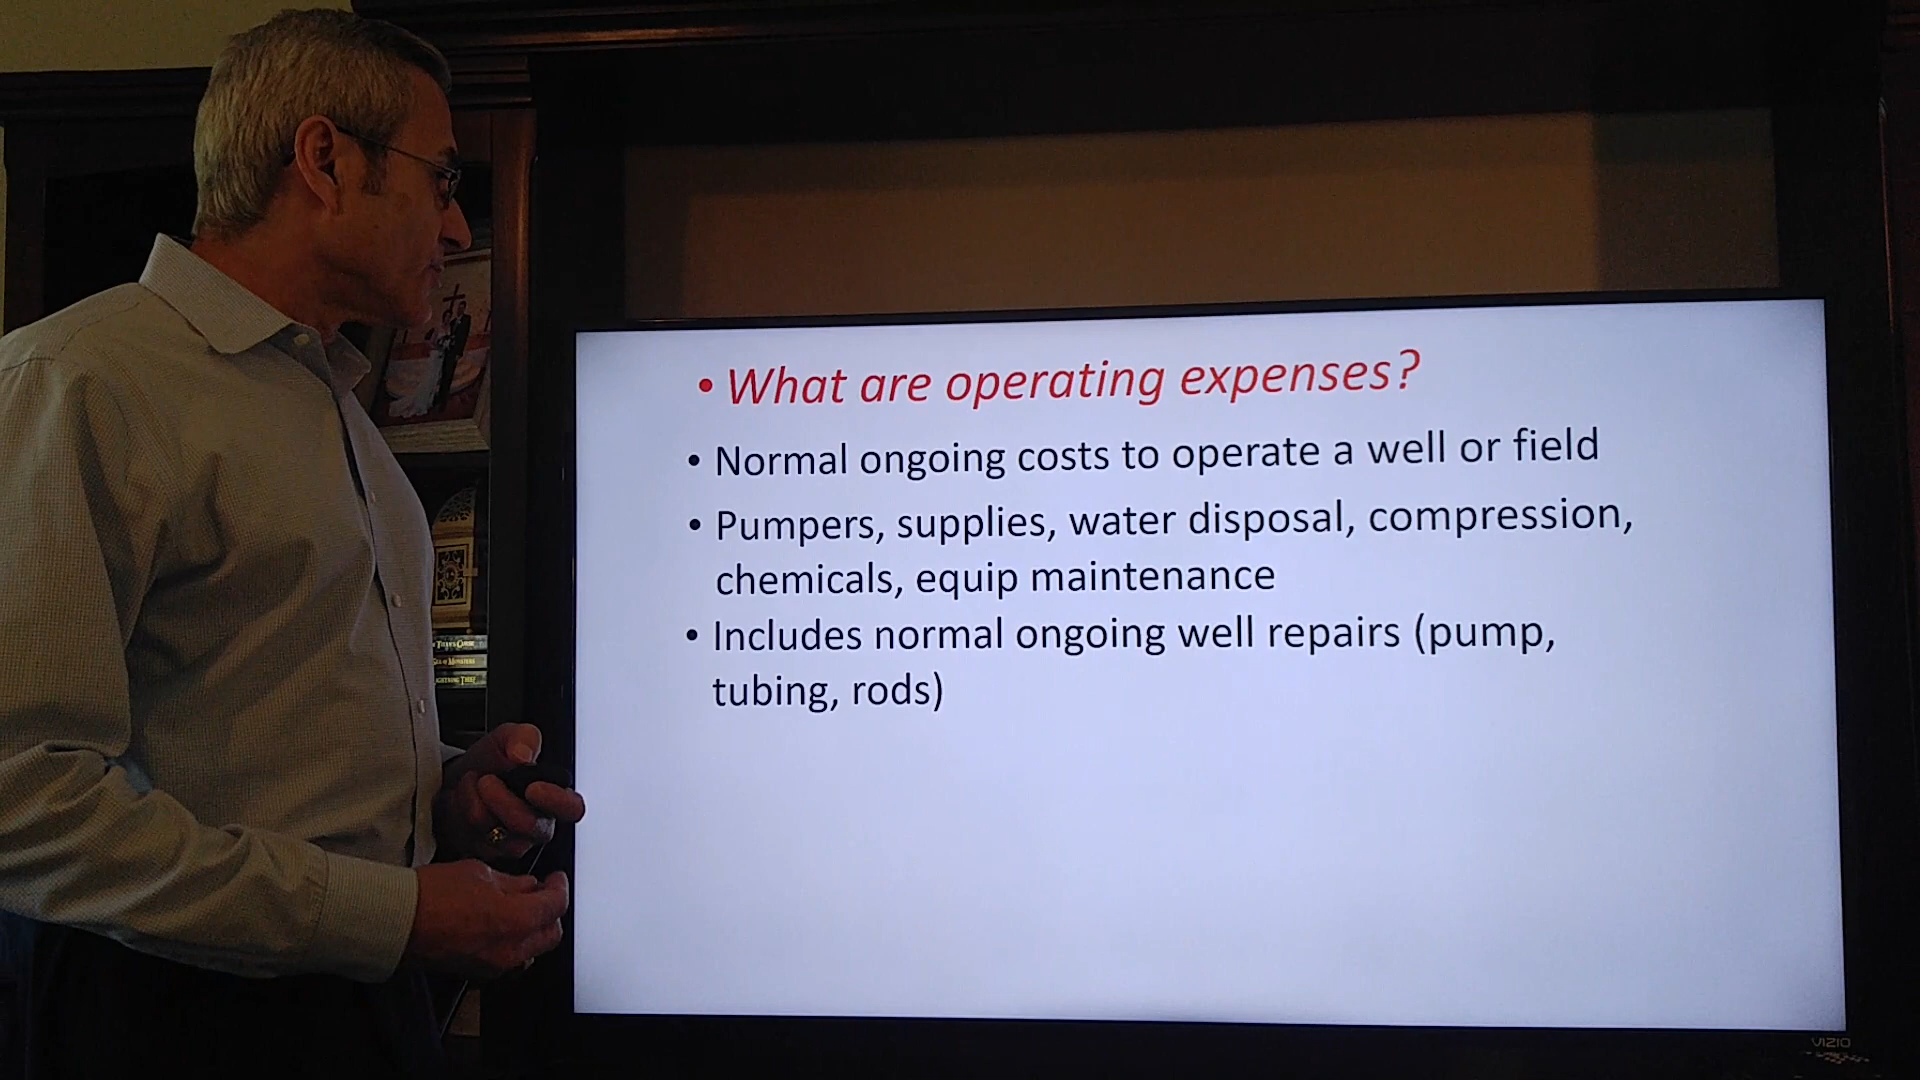 • What are operating expenses?
• Normal ongoing costs to operate a well or field
• Pumpers, supplies, water disposal, compression,
chemicals, equip maintenance
• Includes normal ongoing well repairs (pump,
tubing, rods)
VIZIO